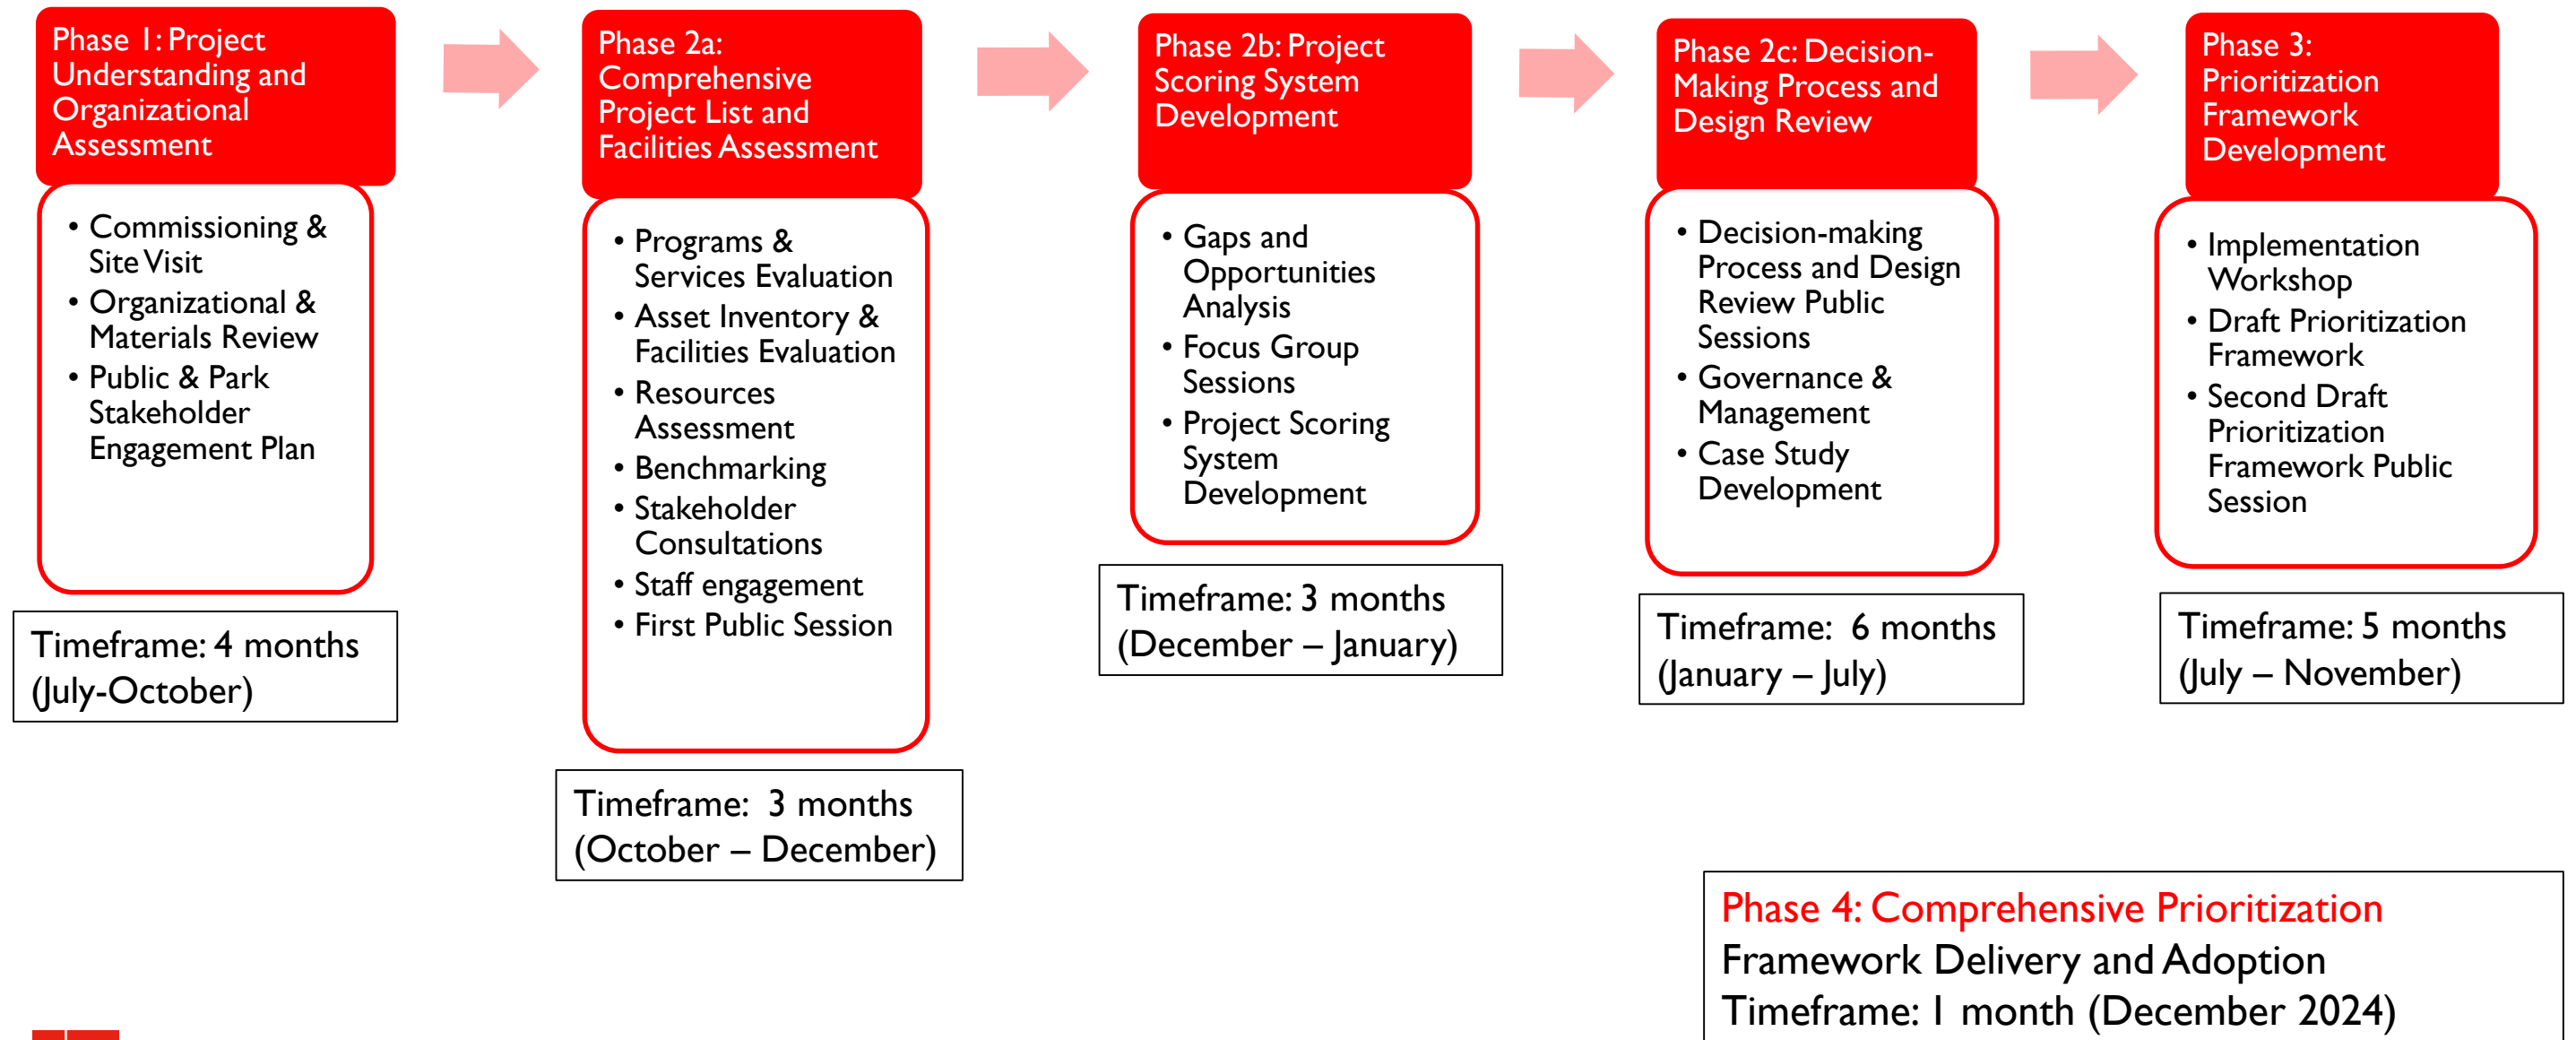 Phase 1: Project
Understanding and
Organizational
Assessment
• Commissioning &
Site Visit
• Organizational &
Materials Review
• Public & Park
Stakeholder
Engagement Plan
Timeframe: 4 months
(July-October)
Phase 2a:
Comprehensive
Project List and
Facilities Assessment
• Programs &
Services Evaluation
• Asset Inventory &
Facilities Evaluation
• Resources
Assessment
• Benchmarking
• Stakeholder
Consultations
• Staff engagement
• First Public Session
Timeframe: 3 months
(October – December)
Phase 2b: Project
Scoring System
Development
• Gaps and
Opportunities
Analysis
• Focus Group
Sessions
• Project Scoring
System
Development
Timeframe: 3 months
(December – January)
Phase 2c: Decision-
Making Process and
Design Review
• Decision-making
Process and Design
Review Public
Sessions
• Governance &
Management
• Case Study
Development
Timeframe: 6 months
(January – July)
Phase 3:
Prioritization
Framework
Development
• Implementation
Workshop
• Draft Prioritization
Framework
• Second Draft
Prioritization
Framework Public
Session
Timeframe: 5 months
(July – November)
Phase 4: Comprehensive Prioritization
Framework Delivery and Adoption
Timeframe: 1 month (December 2024)